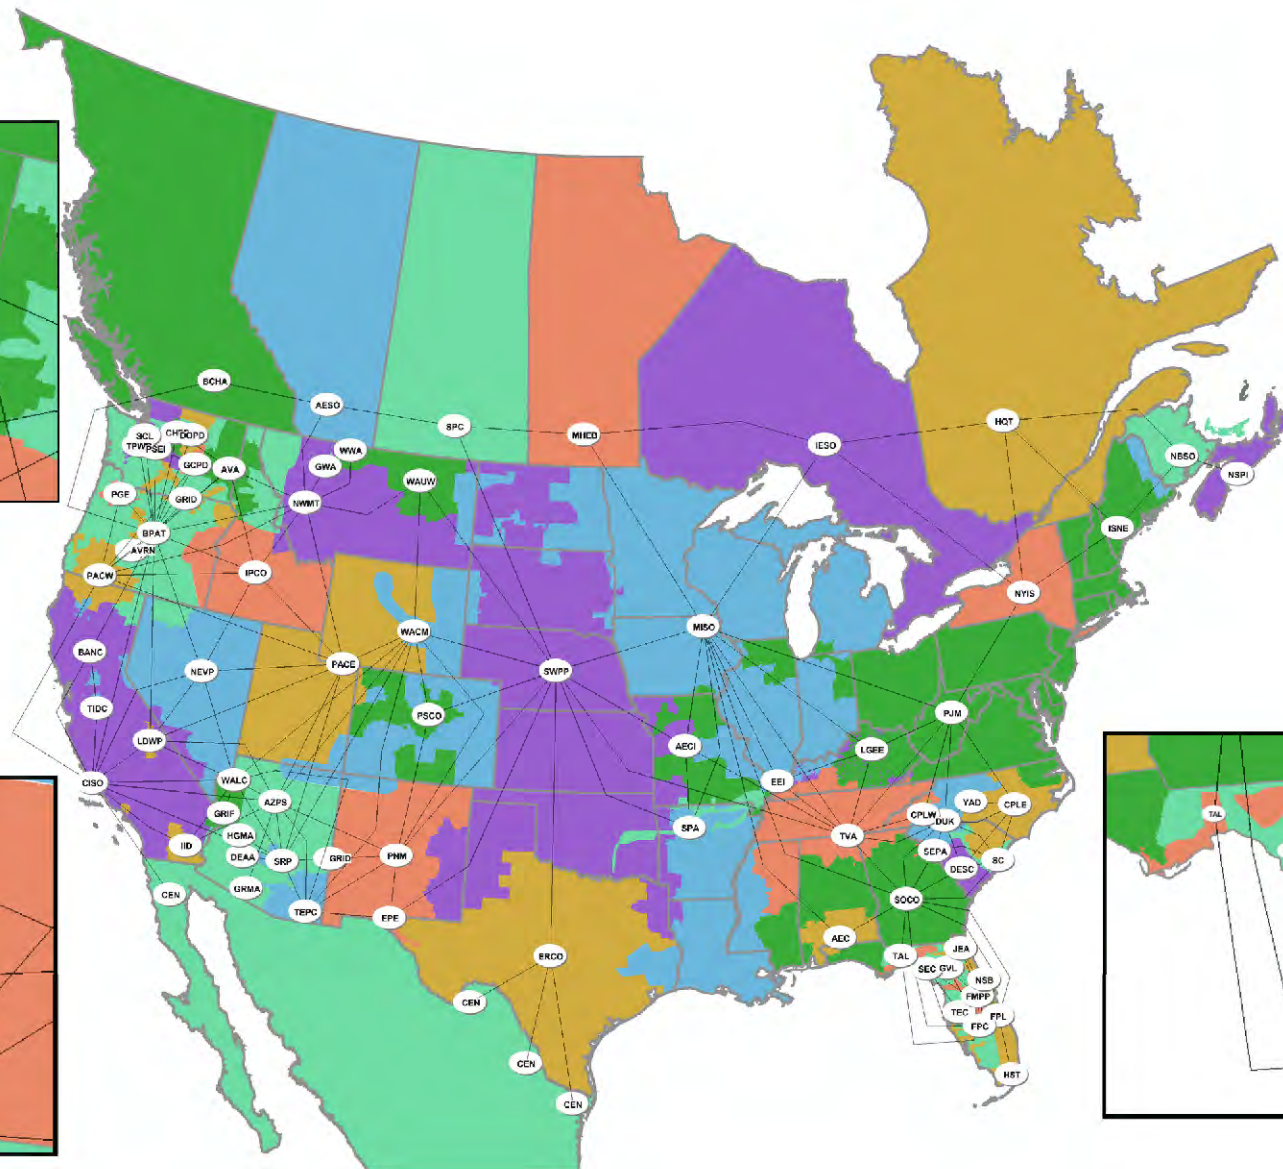 BCHA
AESO
SPC
MHEB
IESO
HQT
NBSO
NSPI
ISNE
NYIS
SCL
DOPD
TPWR
PSEI
GCPD
AVA
GWA
WWA
WAUW
PGE
GRID
NWMT
BPAT
AVRN
PACW
IPCO
BANC
NEVP
PACE
WACM
SWPP
MISO
TIDC
LDWP
PSCO
AECI
PJM
LGEE
EEI
CISO
WALC
AZPS
GRIF
HGMA
IID
DEAA
SRP
GRID
PNM
GRMA
CEN
TEPC
EPE
SPA
TVA
CPLW
DUK
YAD
CPLE
SEPA
DESC
SC
SOCO
AEC
TAL
JEA
SEC
GVL
NSB
FMPP
TEC
FPL
FPC
HST
ERCO
CEN
CEN
CEN
TAL